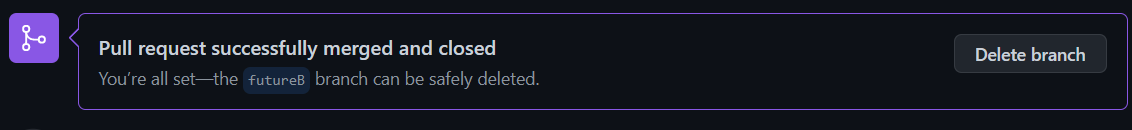 Pull request successfully merged and closed
Delete branch
You’re all set—the futureB branch can be safely deleted.